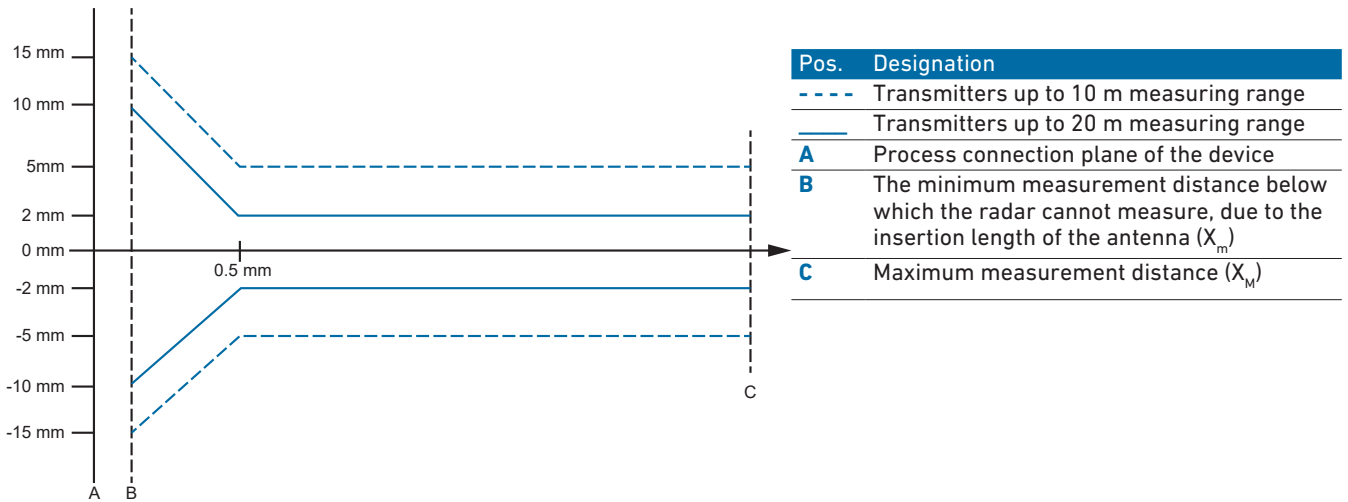 15 mm
10 mm
5mm
2 mm
0 mm
0.5 mm
-2 mm
-5 mm
-10 mm
-15 mm
A B
C
Pos. Designation
Transmitters up to 10 m measuring range
Transmitters up to 20 m measuring range
A Process connection plane of the device
B The minimum measurement distance below
which the radar cannot measure, due to the
insertion length of the antenna (Xm)
C Maximum measurement distance (XM)